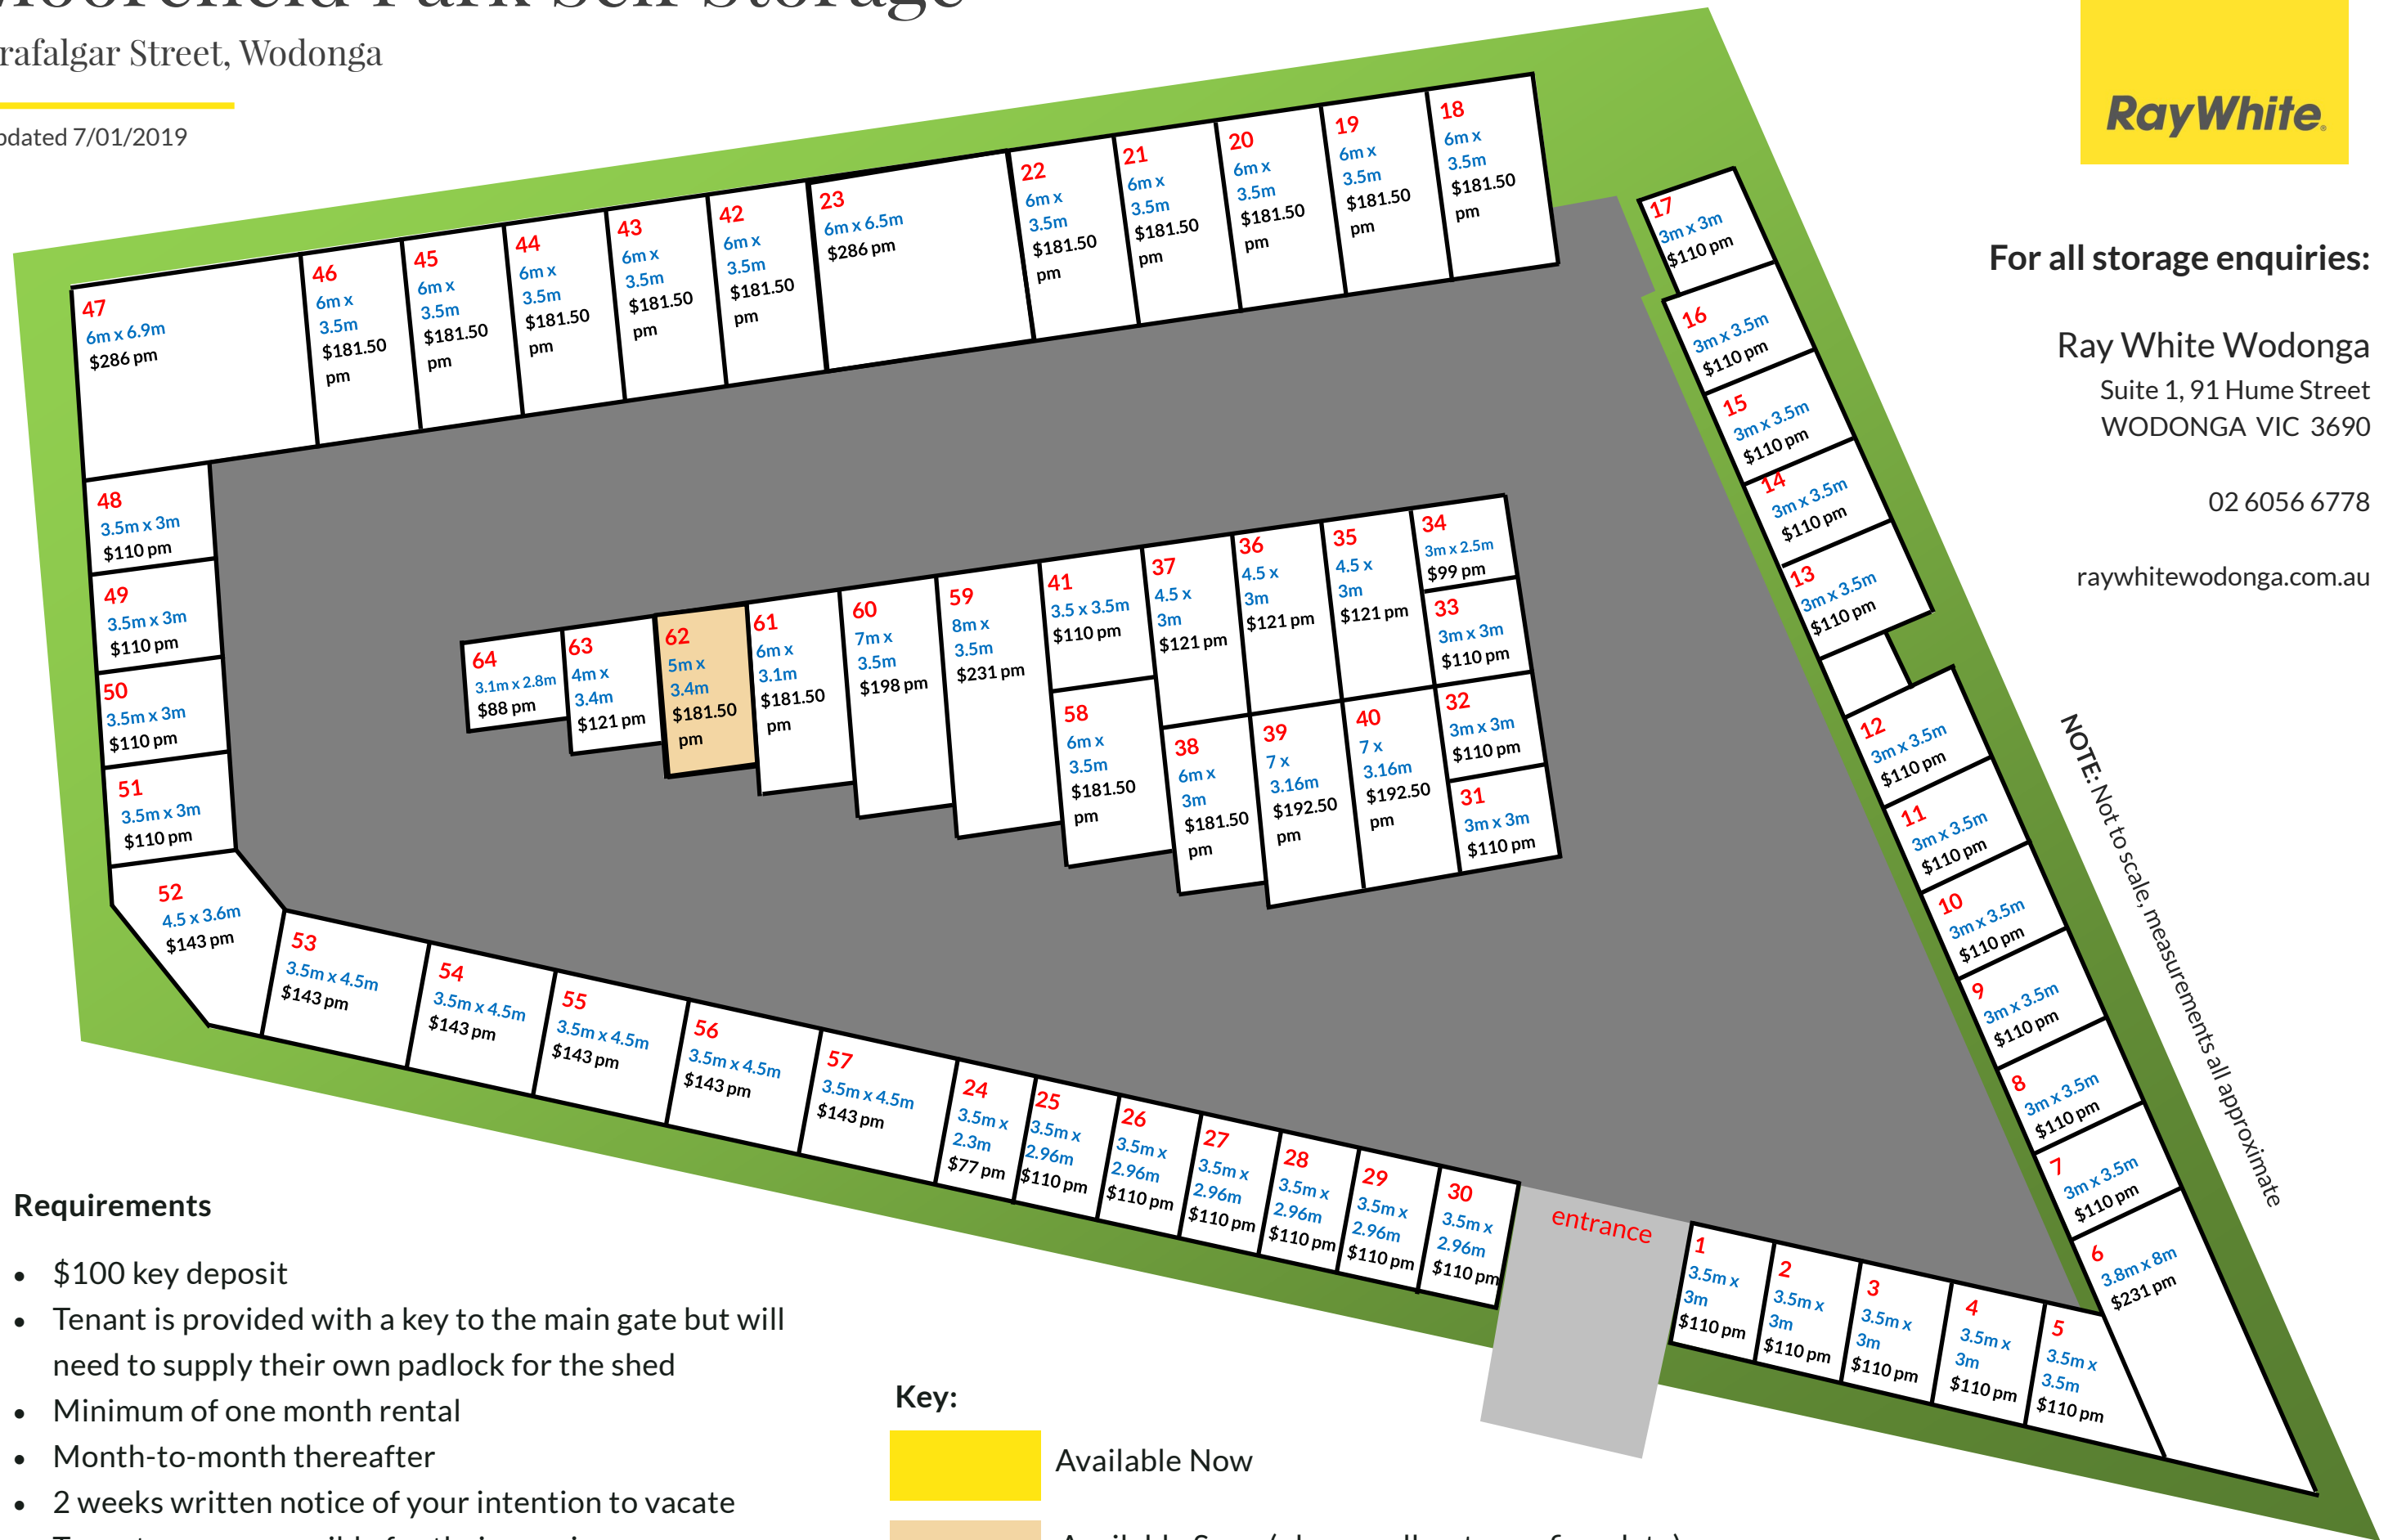 Park Self Storage
Trafalgar Street, Wodonga
updated 7/01/2019
RayWhite.
For all storage enquiries:
Ray White Wodonga
Suite 1, 91 Hume Street
WODONGA VIC 3690
02 6056 6778
raywhitewodonga.com.au
47
6m x 6.9m
$286 pm
46
6m x
3.5m
$181.50
pm
45
6m x
3.5m
$181.50
pm
44
6m x
3.5m
$181.50
pm
43
6m x
3.5m
$181.50
pm
42
6m x
3.5m
$181.50
pm
23
6m x 6.5m
$286 pm
22
6m x
3.5m
$181.50
pm
21
6m x
3.5m
$181.50
pm
20
6m x
3.5m
$181.50
pm
19
6m x
3.5m
$181.50
pm
18
6m x
3.5m
$181.50
pm
17
3m x 3m
$110 pm
16
3m x 3.5m
$110 pm
15
3m x 3.5m
$110 pm
14
3m x 3.5m
$110 pm
13
3m x 3.5m
$110 pm
12
3m x 3.5m
$110 pm
11
3m x 3.5m
$110 pm
10
3m x 3.5m
$110 pm
9
3m x 3.5m
$110 pm
8
3m x 3.5m
$110 pm
7
3m x 3.5m
$110 pm
6
3.8m x 8m
$231 pm
NOTE: Not to scale, measurements all approximate
48
3.5m x 3m
$110 pm
49
3.5m x 3m
$110 pm
50
3.5m x 3m
$110 pm
51
3.5m x 3m
$110 pm
52
4.5 x 3.6m
$143 pm
64
3.1m x 2.8m
$88 pm
63
4m x
3.4m
$121 pm
62
5m x
3.4m
$181.50
pm
61
6m x
3.1m
$181.50
pm
60
7m x
3.5m
$198 pm
59
8m x
3.5m
$231 pm
41
3.5 x 3.5m
$110 pm
58
6m x
3.5m
$181.50
pm
37
4.5 x
3m
$121 pm
36
4.5 x
3m
$121 pm
35
4.5 x
3m
$121 pm
34
3m x 2.5m
$99 pm
33
3m x 3m
$110 pm
38
6m x
3m
$181.50
pm
39
7 x
3.16m
$192.50
pm
40
7 x
3.16m
$192.50
pm
32
3m x 3m
$110 pm
31
3m x 3m
$110 pm
53
3.5m x 4.5m
$143 pm
54
3.5m x 4.5m
$143 pm
55
3.5m x 4.5m
$143 pm
56
3.5m x 4.5m
$143 pm
57
3.5m x 4.5m
$143 pm
24
3.5m x
2.3m
$77 pm
25
3.5m x
2.96m
$110 pm
26
3.5m x
2.96m
$110 pm
27
3.5m x
2.96m
$110 pm
28
3.5m x
2.96m
$110 pm
29
3.5m x
2.96m
$110 pm
30
3.5m x
2.96m
$110 pm
entrance
1
3.5m x
3m
$110 pm
2
3.5m x
3m
$110 pm
3
3.5m x
3m
$110 pm
4
3.5m x
3m
$110 pm
5
3.5m x
3.5m
$110 pm
Requirements
• $100 key deposit
• Tenant is provided with a key to the main gate but will
need to supply their own padlock for the shed
• Minimum of one month rental
• Month-to-month thereafter
• 2 weeks written notice of your intention to vacate
Key:
Available Now